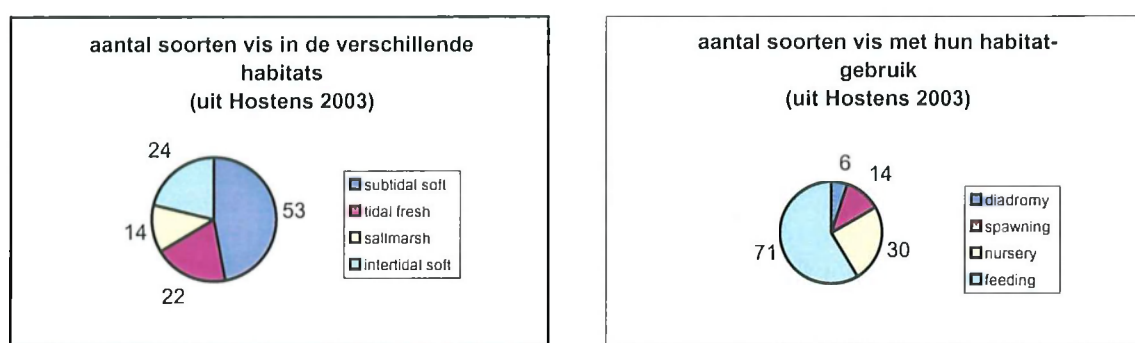 aantal soorten vis in de verschillende
habitats
(uit Hostens 2003)
24
53
14
22
subtidal soft
tidal fresh
saltmarsh
intertidal soft
aantal soorten vis met hun habitat-
gebruik
(uit Hostens 2003)
6
14
71
30
diadromy
spawning
nursery
feeding